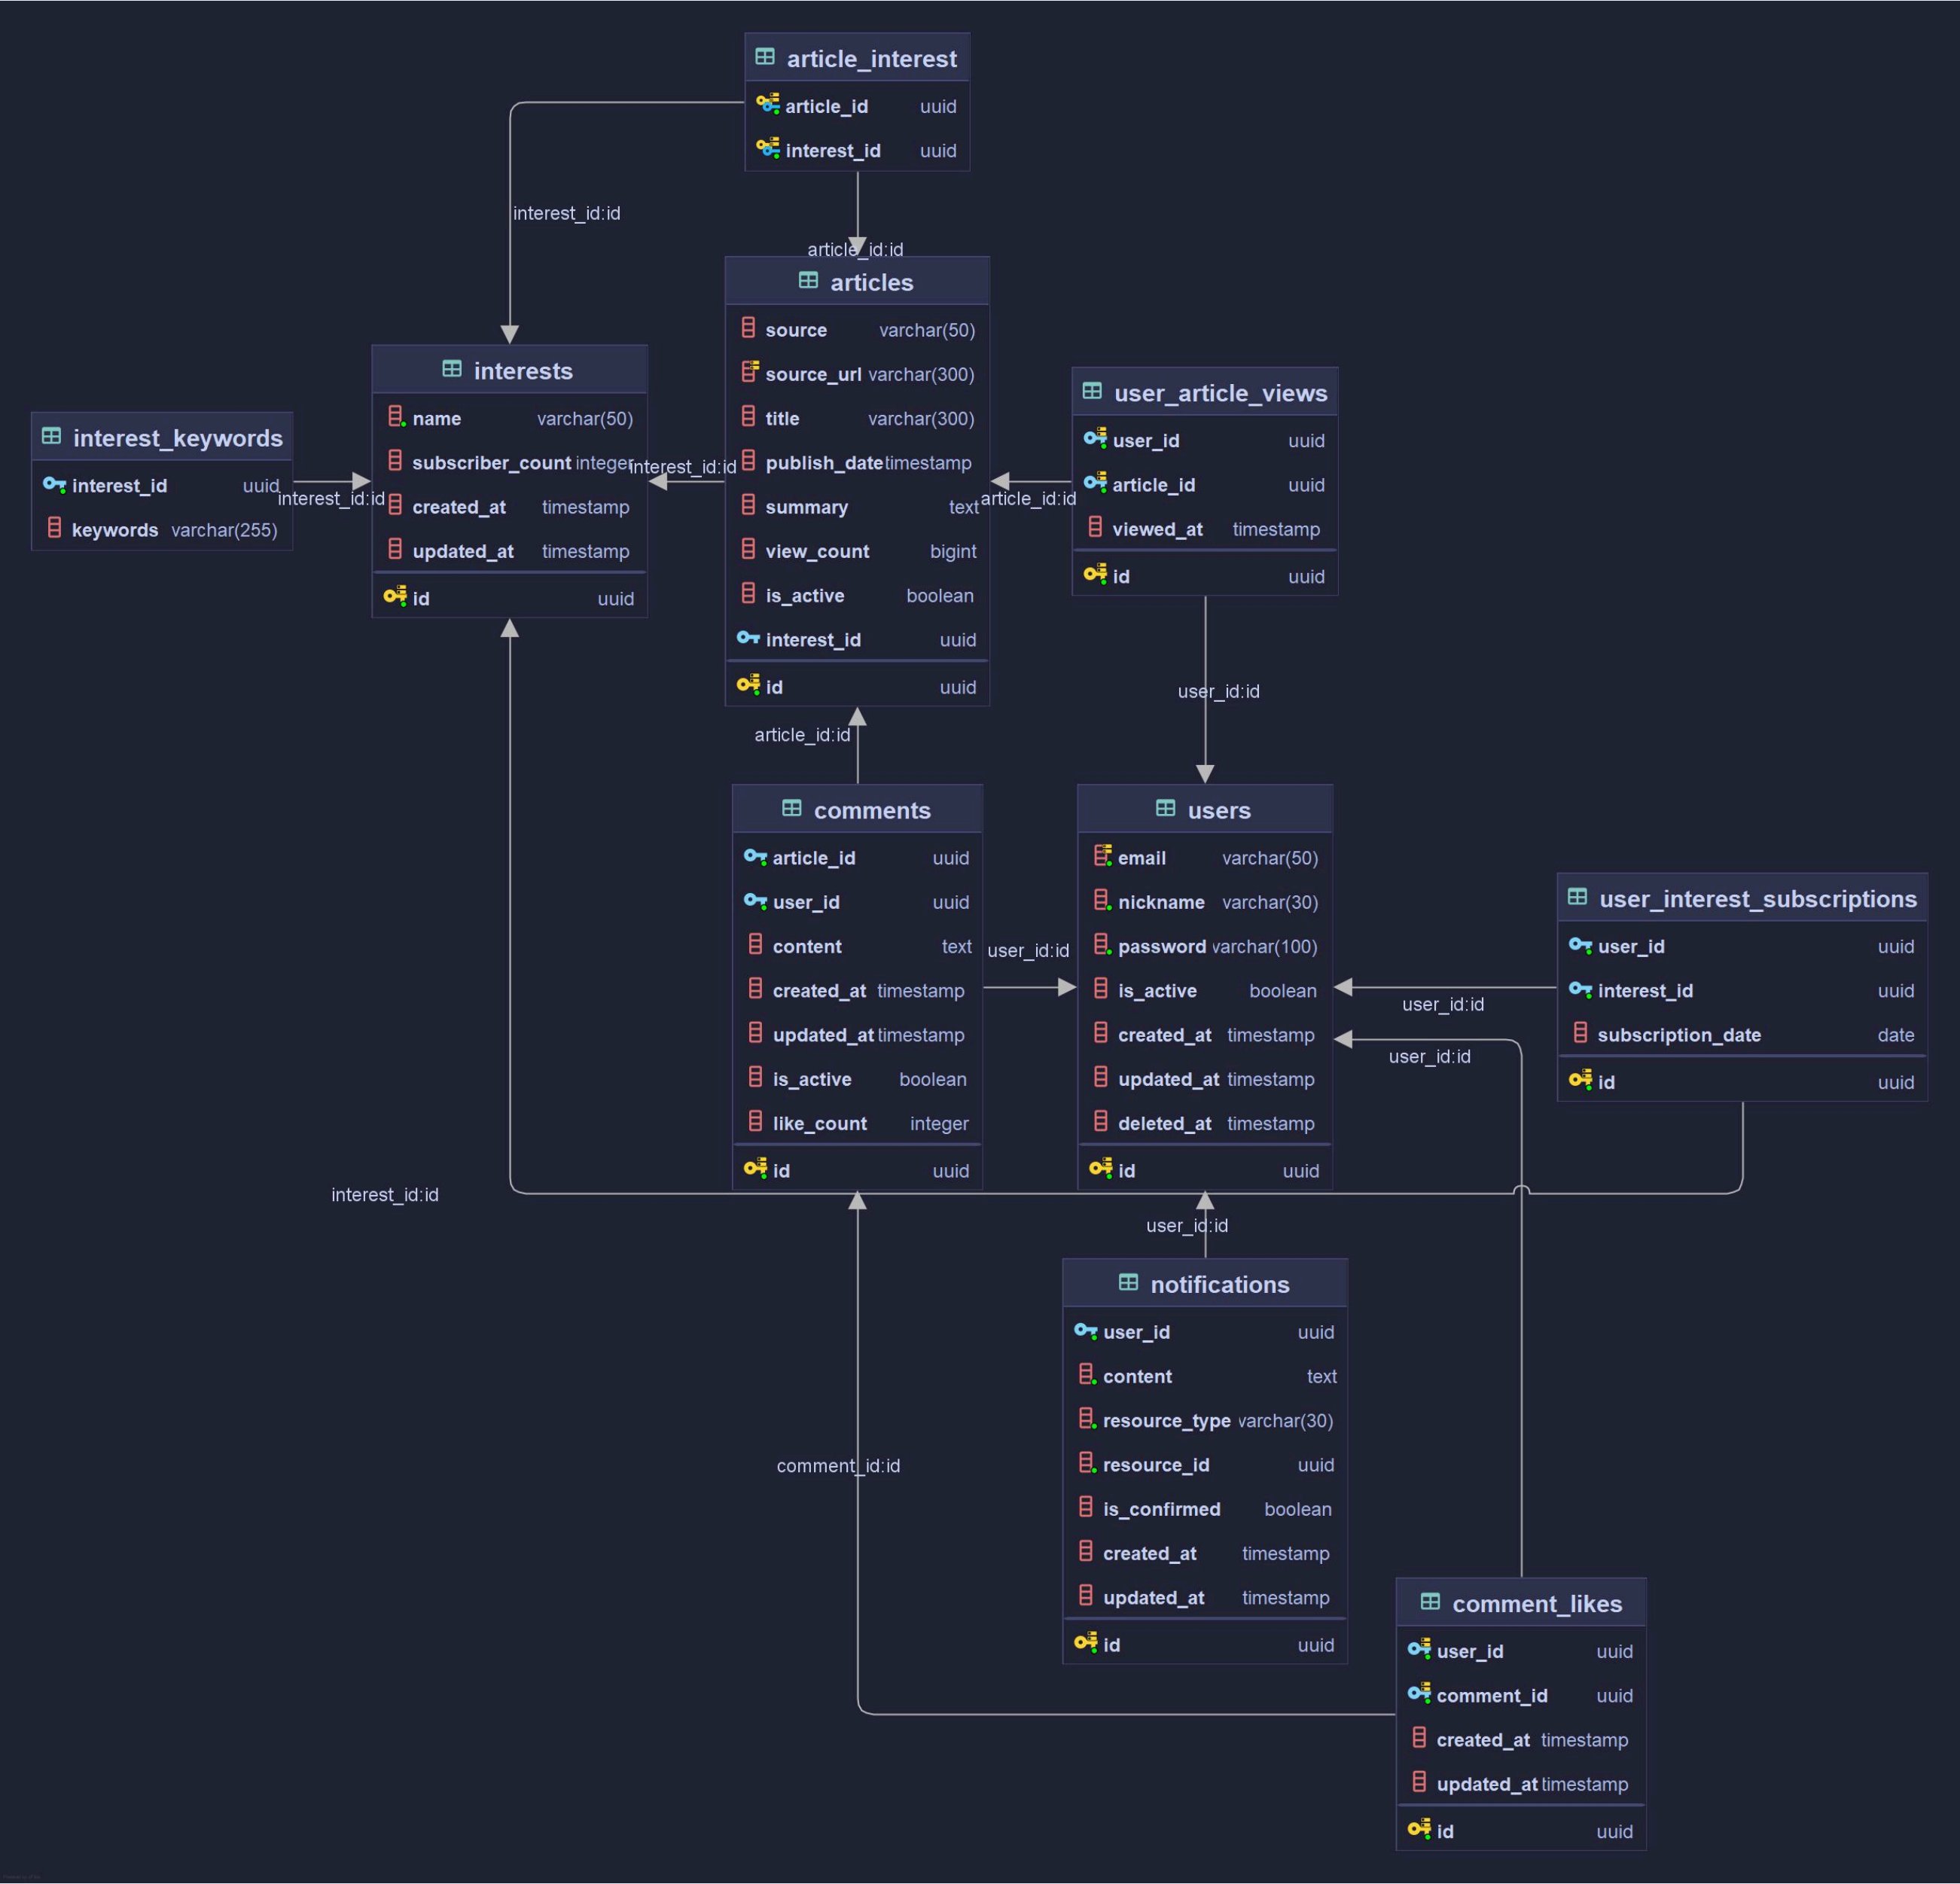 article_interest
article_id uuid
interest_id uuid
interest_id:id
article_id:id
articles
source varchar(50)
source_url varchar(300)
title varchar(300)
publish_date timestamp
summary text
view_count bigint
is_active boolean
interest_id uuid
id uuid
interests
name varchar(50)
subscriber_count integer
created_at timestamp
updated_at timestamp
id uuid
interest_id:id
interest_keywords
interest_id uuid
keywords varchar(255)
interest_id:id
user_article_views
user_id uuid
article_id uuid
viewed_at timestamp
id uuid
article_id:id
user_id:id
article_id:id
comments
article_id uuid
user_id uuid
content text
created_at timestamp
updated_at timestamp
is_active boolean
like_count integer
id uuid
user_id:id
users
email varchar(50)
nickname varchar(30)
password varchar(100)
is_active boolean
created_at timestamp
updated_at timestamp
deleted_at timestamp
id uuid
user_interest_subscriptions
user_id uuid
interest_id uuid
subscription_date date
id uuid
user_id:id
user_id:id
interest_id:id
user_id:id
notifications
user_id uuid
content text
resource_type varchar(30)
resource_id uuid
is_confirmed boolean
created_at timestamp
updated_at timestamp
id uuid
comment_id:id
comment_likes
user_id uuid
comment_id uuid
created_at timestamp
updated_at timestamp
id uuid